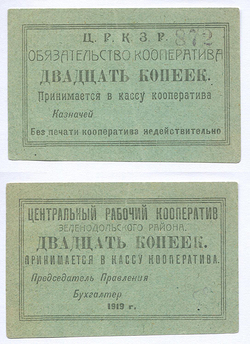 Ц. Р. К. З. Р.
872
ОБЯЗАТЕЛЬСТВО КООПЕРАТИВА
ДВАДЦАТЬ КОПЕЕК.
Принимается в кассу кооператива
Казначей
Без печати кооператива недействительно
ЦЕНТРАЛЬНЫЙ РАБОЧИЙ КООПЕРАТИВ
ЗЕЛЕНОДОЛЬСКОГО РАЙОНА.
ДВАДЦАТЬ КОПЕЕК.
ПРИНИМАЕТСЯ В КАССУ КООПЕРАТИВА.
Председатель Правления
Бухгалтер
1919 г.